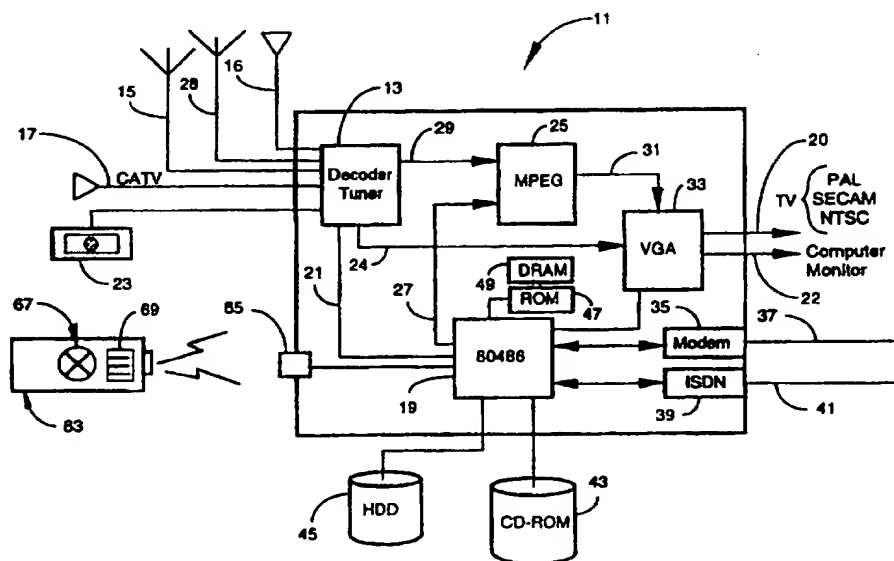 11
15
28
16
13
29
25
31
20
17
CATV
Decoder
Tuner
MPEG
33
TV
PAL
SECAM
NTSC
VGA
Computer
Monitor
23
21
24
27
49
DRAM
ROM
47
22
67
69
65
35
37
80486
Modem
19
ISDN
39
41
63
45
HDD
CD-ROM
43